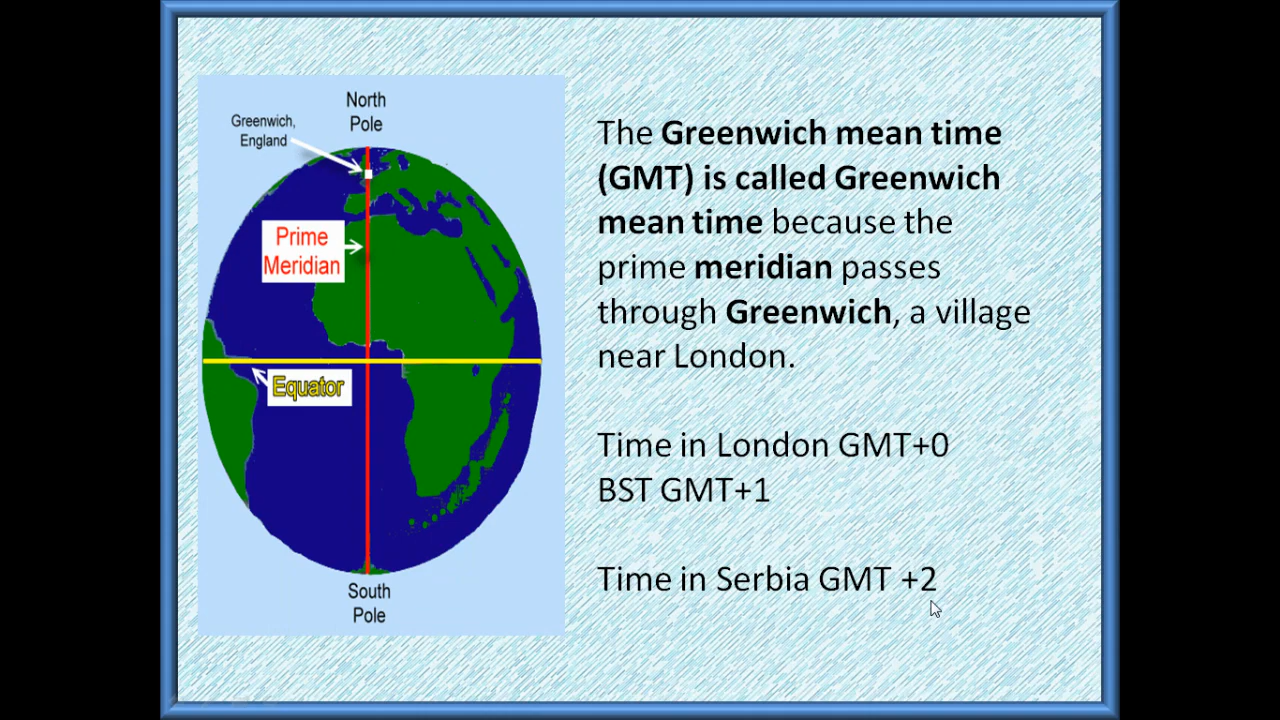 North
Pole
Greenwich,
England
Prime
Meridian
Equator
South
Pole
The Greenwich mean time
(GMT) is called Greenwich
mean time because the
prime meridian passes
through Greenwich, a village
near London.
Time in London GMT+0
BST GMT+1
Time in Serbia GMT +2